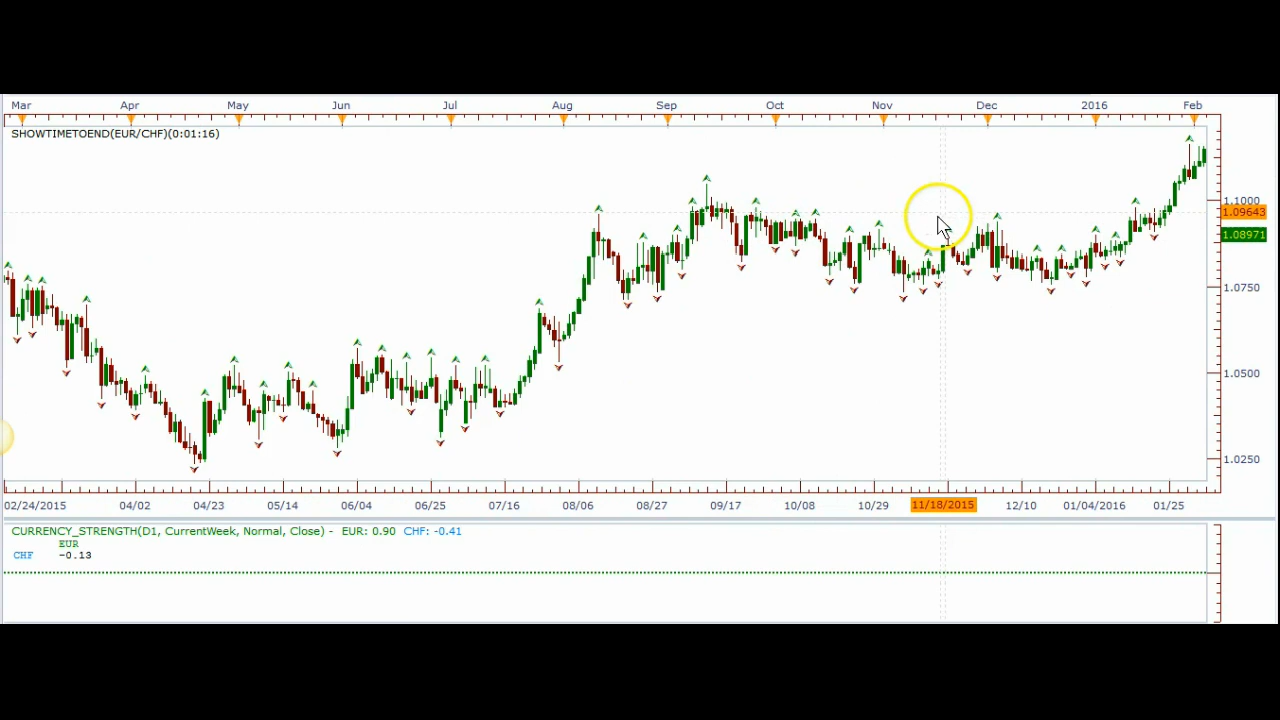 Mar Apr May Jun Jul Aug Sep Oct Nov Dec 2016 Feb
SHOWTIMETOEND(EUR/CHF)(0:01:16)
1.1000
1.09643
1.08971
1.0750
1.0500
1.0250
02/24/2015 04/02 04/23 05/14 06/04 06/25 07/16 08/06 08/27 09/17 10/08 10/29 11/18/2015 12/10 01/04/2016 01/25
CURRENCY_STRENGTH(D1, CurrentWeek, Normal, Close) - EUR: 0.90 CHF: -0.41
EUR
CHF -0.13